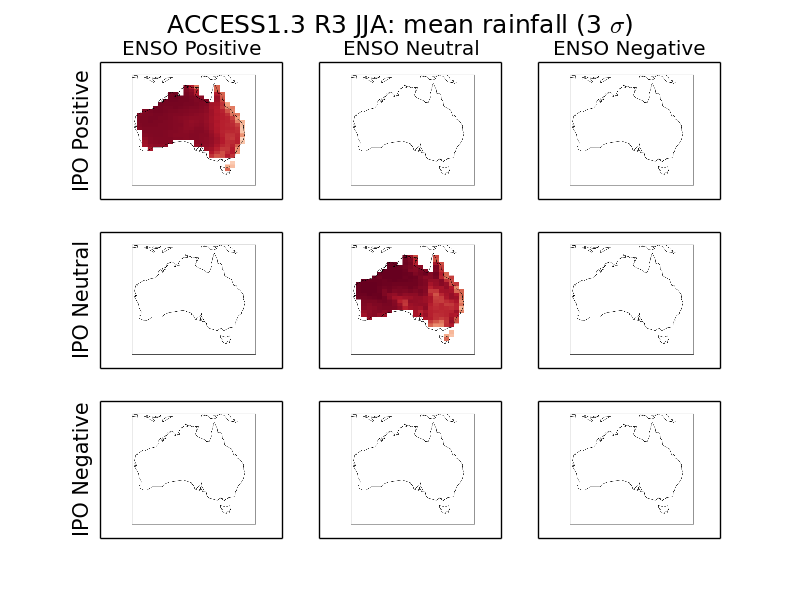 ACCESS1.3 R3 JJA: mean rainfall (3 σ)
ENSO Positive ENSO Neutral ENSO Negative
IPO Positive
IPO Neutral
IPO Negative